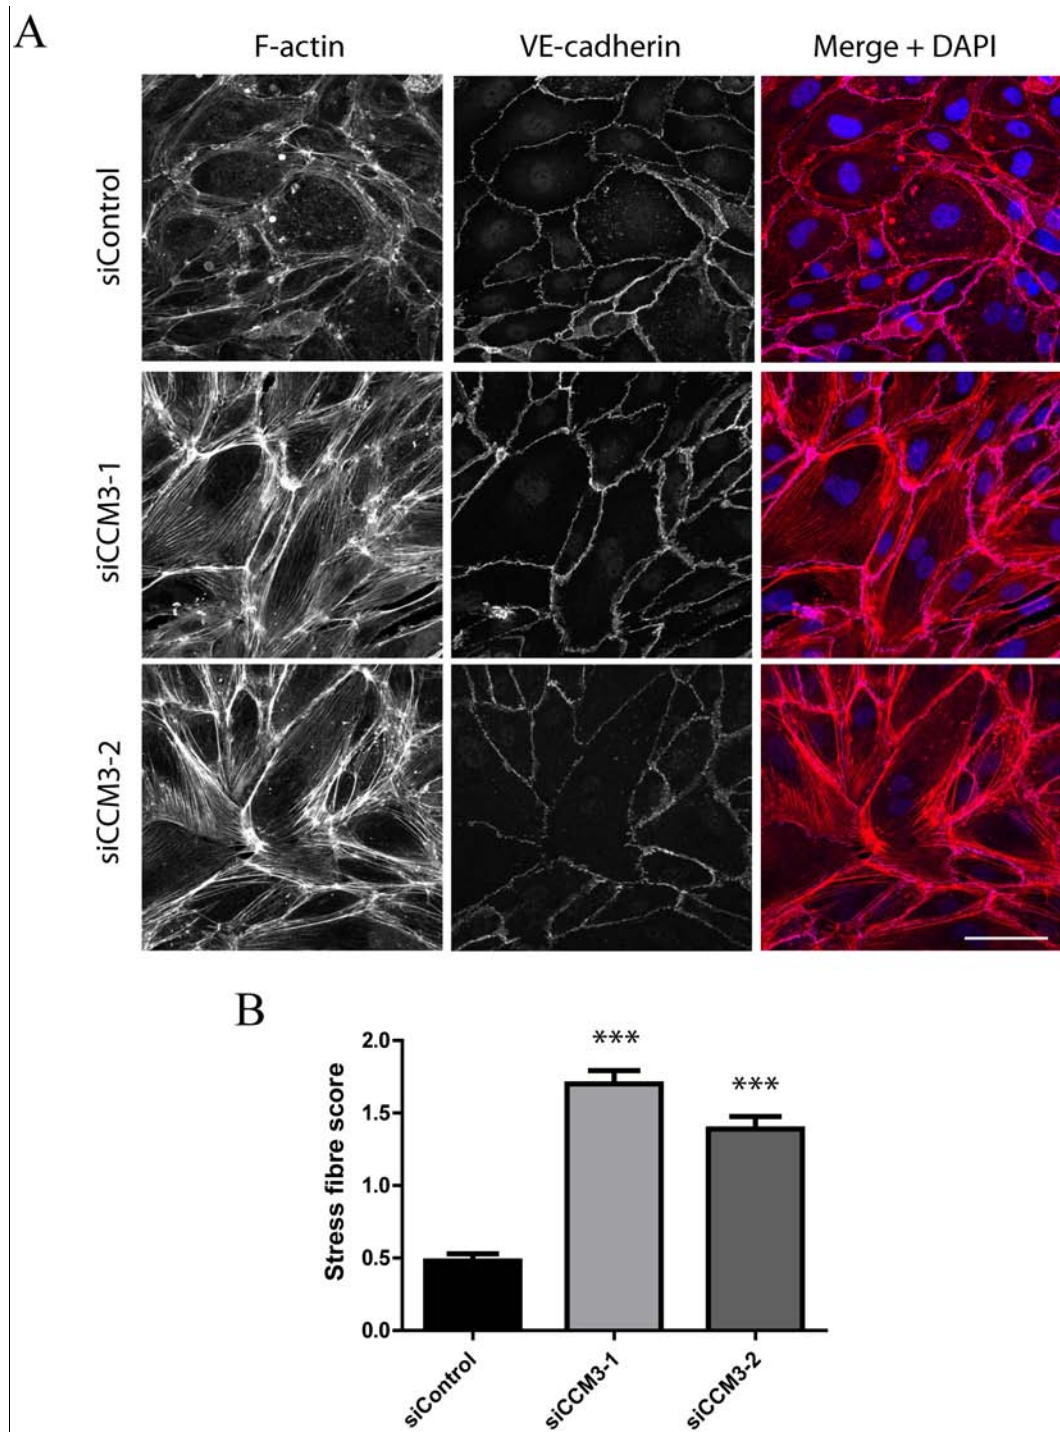 A
F-actin VE-cadherin Merge + DAPI
siControl
siCCM3-1
siCCM3-2
B
Stress fibre score
2.0
1.5
1.0
0.5
0.0
***
***
siControl
siCCM3-1
siCCM3-2